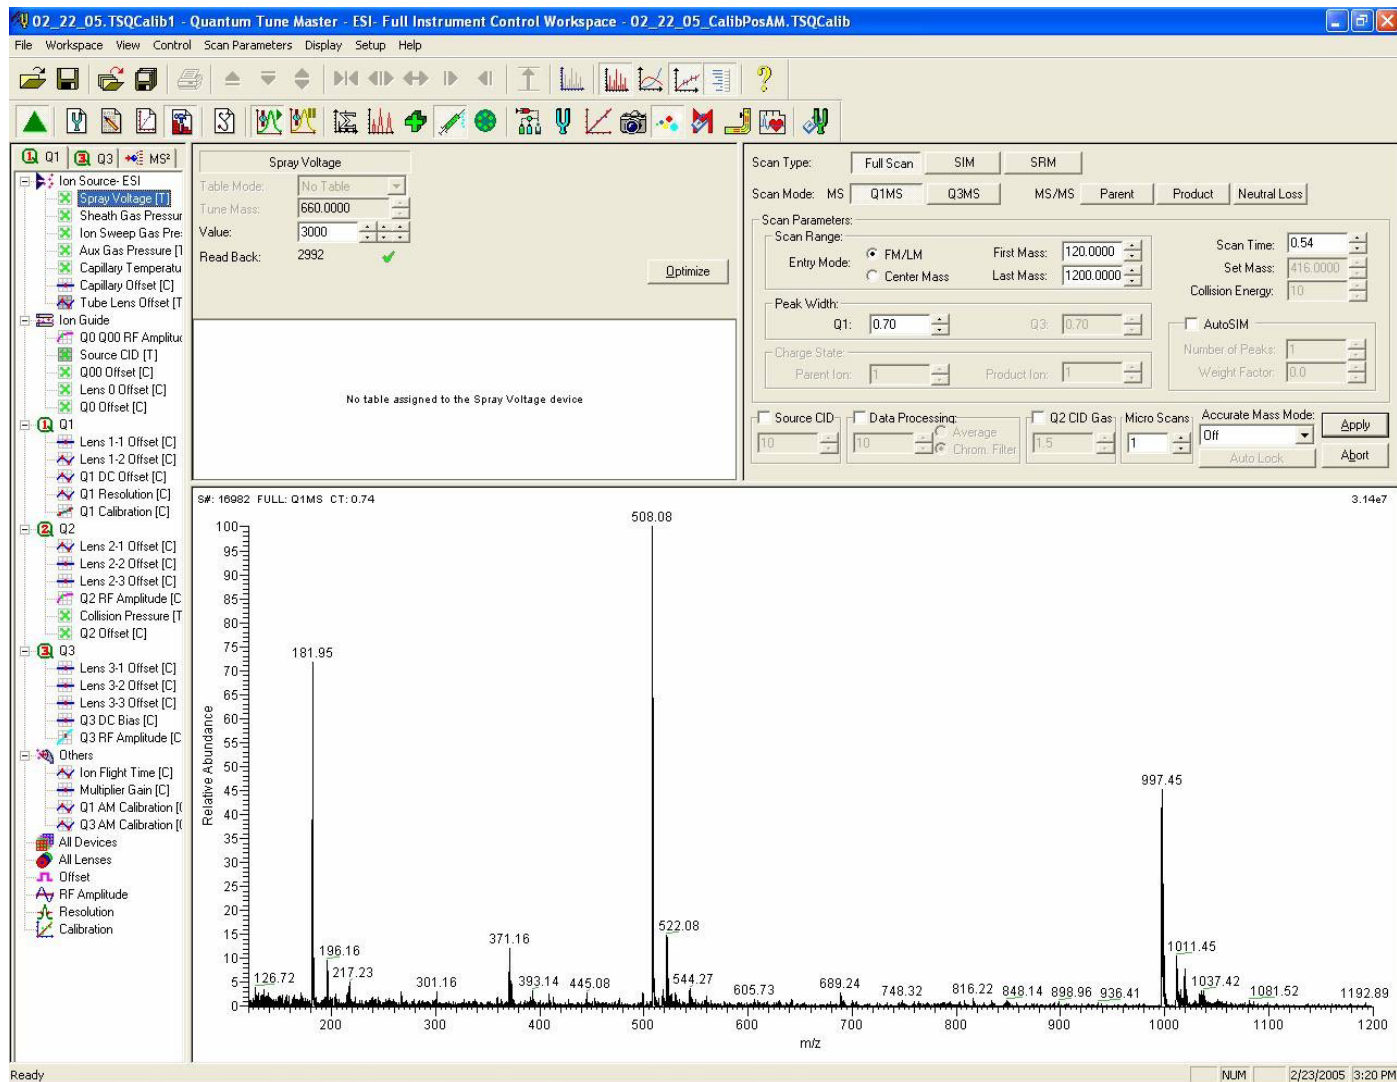 02_22_05.TSQCalib1 - Quantum Tune Master - ESI- Full Instrument Control Workspace - 02_22_05_CalibPosAM.TSQCalib
File Workspace View Control Scan Parameters Display Setup Help
Q1 Q3 MS²
Ion Source- ESI
Spray Voltage [T]
Sheath Gas Pressur
Ion Sweep Gas Pre
Aux Gas Pressure [T
Capillary Temperatu
Capillary Offset [C]
Tube Lens Offset [T
Ion Guide
Q0 Q00 RF Amplitu
Source CID [T]
Q00 Offset [C]
Lens 0 Offset [C]
Q0 Offset [C]
Q1
Lens 1-1 Offset [C]
Lens 1-2 Offset [C]
Q1 DC Offset [C]
Q1 Resolution [C]
Q1 Calibration [C]
Q2
Lens 2-1 Offset [C]
Lens 2-2 Offset [C]
Lens 2-3 Offset [C]
Q2 RF Amplitude [C
Collision Pressure [T
Q2 Offset [C]
Q3
Lens 3-1 Offset [C]
Lens 3-2 Offset [C]
Lens 3-3 Offset [C]
Q3 DC Bias [C]
Q3 RF Amplitude [C
Others
Ion Flight Time [C]
Multiplier Gain [C]
Q1 AM Calibration [
Q3 AM Calibration [
All Devices
All Lenses
Offset
RF Amplitude
Resolution
Calibration
Spray Voltage
Table Mode: No Table
Tune Mass: 660.0000
Value: 3000
Read Back: 2992
Optimize
No table assigned to the Spray Voltage device
Scan Type: Full Scan SIM SRM
Scan Mode: MS Q1MS Q3MS MS/MS Parent Product Neutral Loss
Scan Parameters:
Scan Range:
Entry Mode: FM/LM Center Mass
First Mass: 120.0000
Last Mass: 1200.0000
Scan Time: 0.54
Set Mass: 416.0000
Collision Energy: 10
Peak Width:
Q1: 0.70 Q3: 0.70
Charge State:
Parent Ion: 1 Product Ion: 1
AutoSIM
Number of Peaks: 1
Weight Factor: 0.0
Source CID 10
Data Processing: 10 Average Chrom. Filter
Q2 CID Gas 1.5
Micro Scans 1
Accurate Mass Mode: Off
Auto Lock
Apply
Abort
S#: 16982 FULL: Q1MS CT: 0.74 3.14e7
Relative Abundance
100
95
90
85
80
75
70
65
60
55
50
45
40
35
30
25
20
15
10
5
0
508.08
181.95
997.45
522.08
371.16
196.16
1011.45
217.23
126.72
301.16
393.14
445.08
544.27
605.73
689.24
748.32
816.22
848.14
898.96
936.41
1037.42
1081.52
1192.89
200 300 400 500 600 700 800 900 1000 1100 1200
m/z
Ready NUM 2/23/2005 3:20 PM